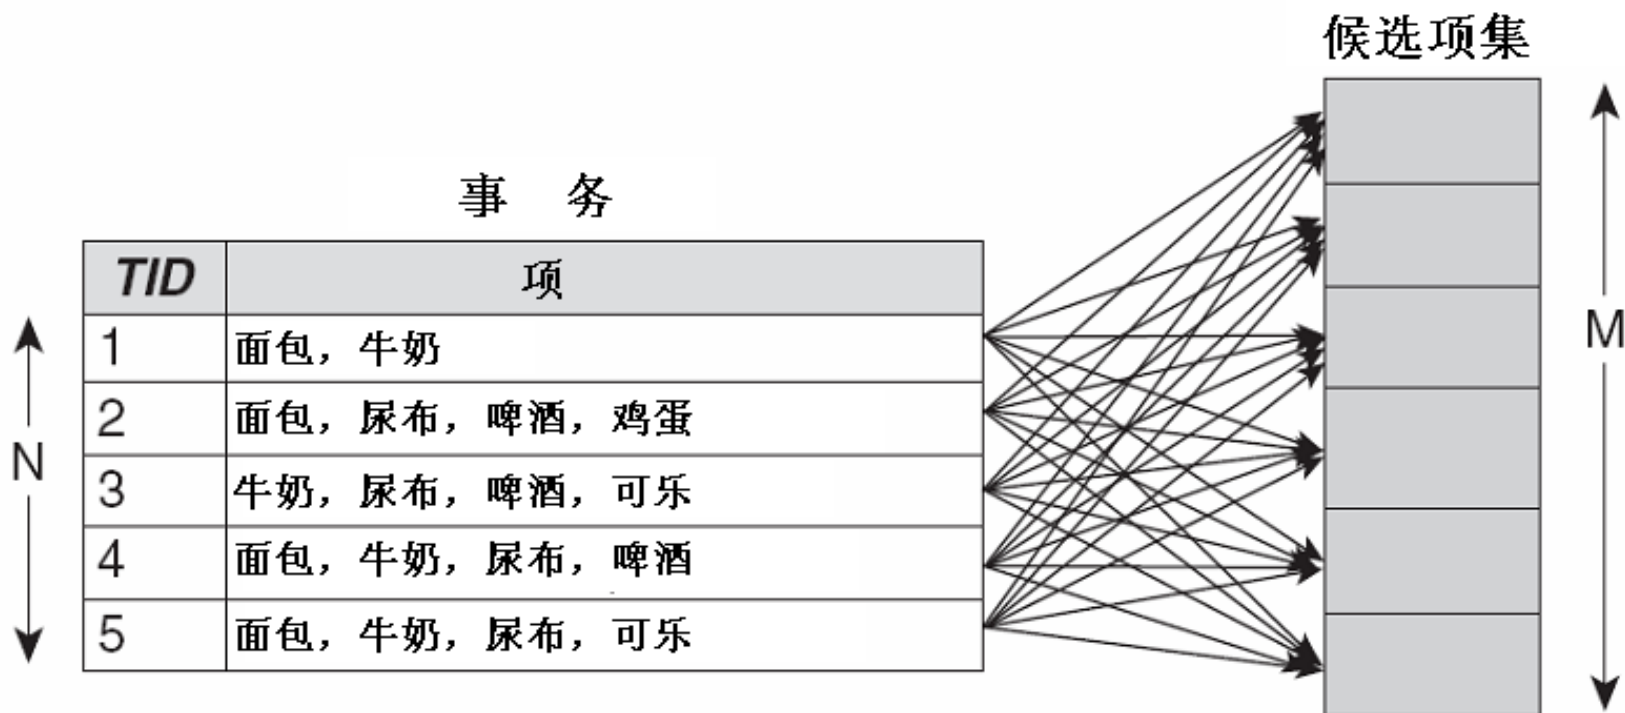 候选项集
事 务
TID 项
1 面包，牛奶
2 面包，尿布，啤酒，鸡蛋
3 牛奶，尿布，啤酒，可乐
4 面包，牛奶，尿布，啤酒
5 面包，牛奶，尿布，可乐
N
M